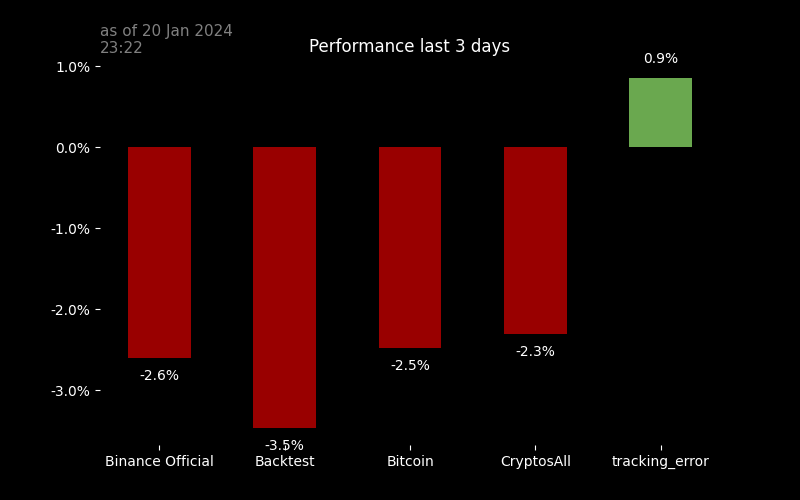 as of 20 Jan 2024
23:22
Performance last 3 days
1.0%
0.0%
-1.0%
-2.0%
-3.0%
-2.6%
-3.5%
-2.5%
-2.3%
0.9%
Binance Official
Backtest
Bitcoin
CryptosAll
tracking_error